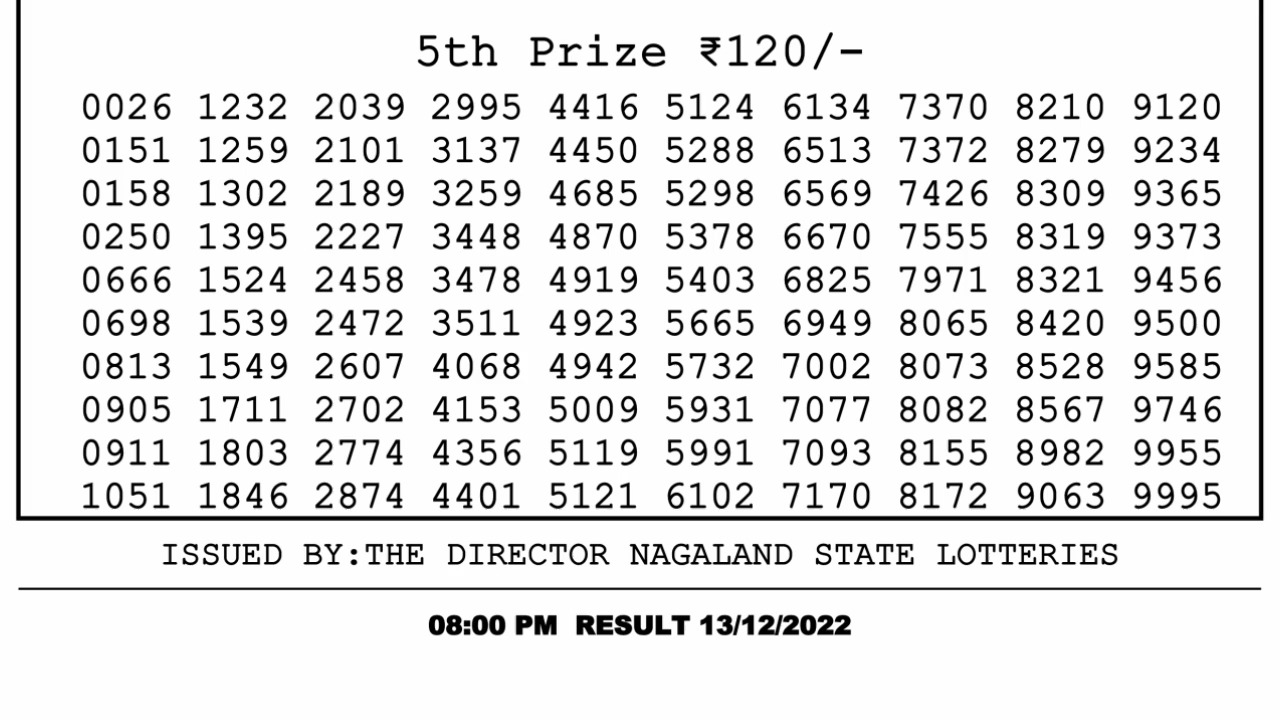 5th Prize ₹120/-
0026 1232 2039 2995 4416 5124 6134 7370 8210 9120
0151 1259 2101 3137 4450 5288 6513 7372 8279 9234
0158 1302 2189 3259 4685 5298 6569 7426 8309 9365
0250 1395 2227 3448 4870 5378 6670 7555 8319 9373
0666 1524 2458 3478 4919 5403 6825 7971 8321 9456
0698 1539 2472 3511 4923 5665 6949 8065 8420 9500
0813 1549 2607 4068 4942 5732 7002 8073 8528 9585
0905 1711 2702 4153 5009 5931 7077 8082 8567 9746
0911 1803 2774 4356 5119 5991 7093 8155 8982 9955
1051 1846 2874 4401 5121 6102 7170 8172 9063 9995
ISSUED BY:THE DIRECTOR NAGALAND STATE LOTTERIES
08:00 PM RESULT 13/12/2022